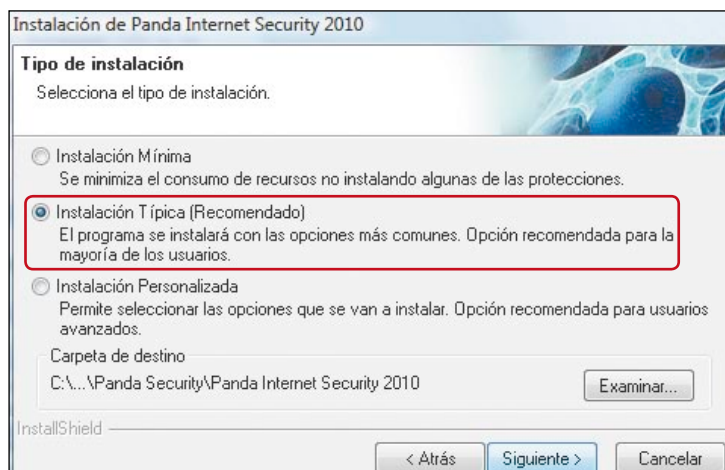 Instalación de Panda Internet Security 2010
Tipo de instalación
Selecciona el tipo de instalación.
Instalación Mínima
Se minimiza el consumo de recursos no instalando algunas de las protecciones.
Instalación Típica (Recomendado)
El programa se instalará con las opciones más comunes. Opción recomendada para la
mayoría de los usuarios.
Instalación Personalizada
Permite seleccionar las opciones que se van a instalar. Opción recomendada para usuarios
avanzados.
Carpeta de destino
C:\...\Panda Security\Panda Internet Security 2010
Examinar...
InstallShield
< Atrás
Siguiente >
Cancelar